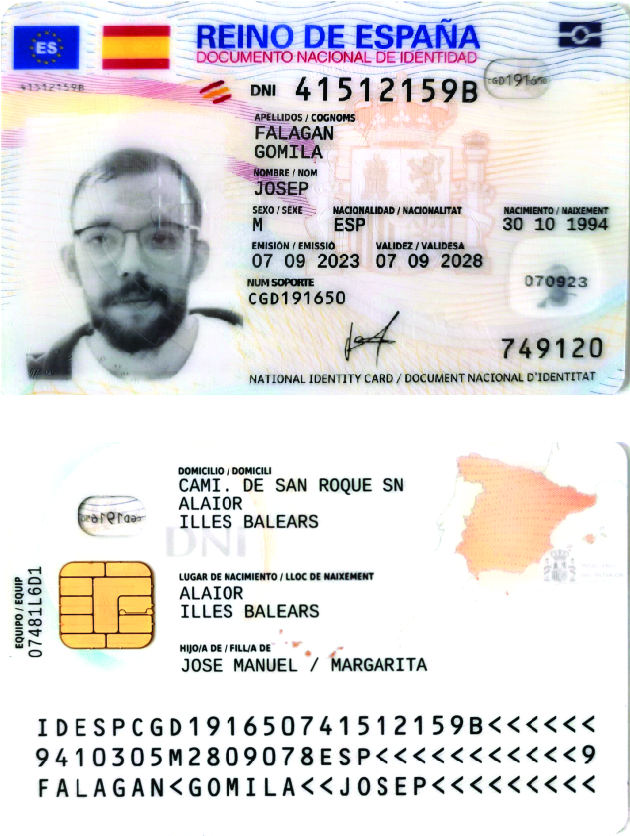 ES
REINO DE ESPAÑA
DOCUMENTO NACIONAL DE IDENTIDAD
41512159B
DNI 41512159B
CGD191650
APELLIDOS / COGNOMS
FALAGAN
GOMILA
NOMBRE / NOM
JOSEP
SEXO / SEXE NACIONALIDAD / NACIONALITAT NACIMIENTO / NAIXEMENT
M ESP 30 10 1994
EMISIÓN / EMISSIÓ VALIDEZ / VALIDESA
07 09 2023 07 09 2028
NUM SOPORTE
CGD191650
070923
749120
NATIONAL IDENTITY CARD / DOCUMENT NACIONAL D'IDENTITAT
DOMICILIO / DOMICILI
CAMI. DE SAN ROQUE SN
ALAIOR
ILLES BALEARS
CGD191650
DNI
LUGAR DE NACIMIENTO / LLOC DE NAIXEMENT
ALAIOR
ILLES BALEARS
EQUIPO / EQUIP
07481L6D1
HIJO/A DE / FILL/A DE
JOSE MANUEL / MARGARITA
IDESPCGD191650741512159B<<<<<<
9410305M2809078ESP<<<<<<<<<<<9
FALAGAN<GOMILA<<JOSEP<<<<<<<<<